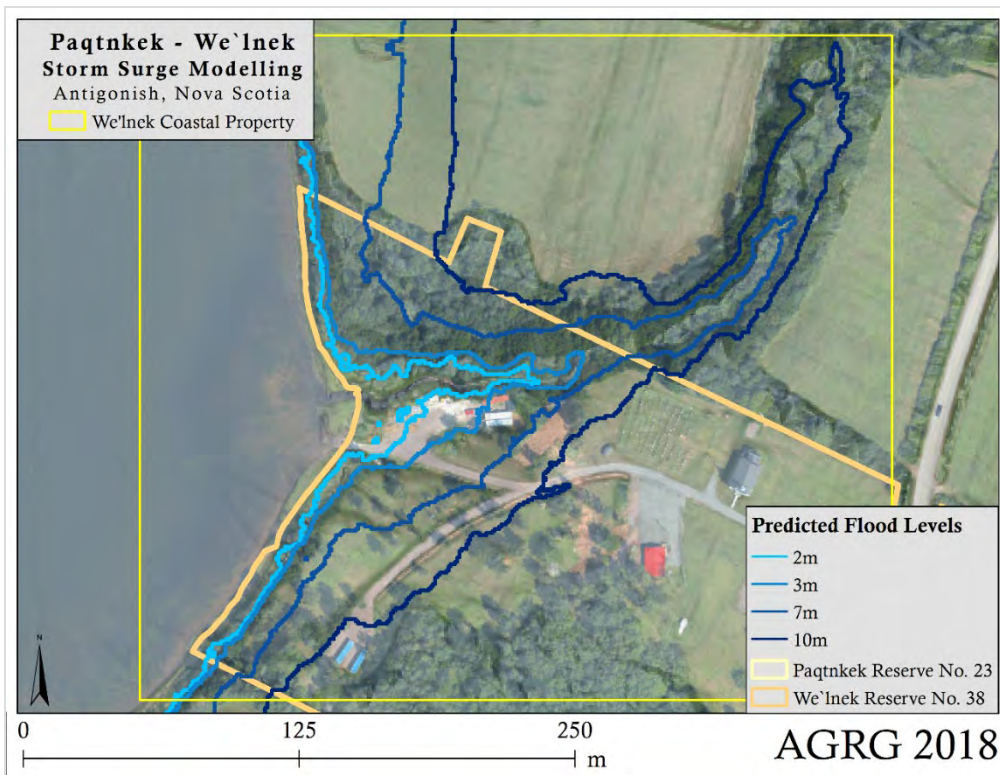 Paqtnkek - We`lnek
Storm Surge Modelling
Antigonish, Nova Scotia
We'lnek Coastal Property
Predicted Flood Levels
2m
3m
7m
10m
Paqtnkek Reserve No. 23
We`lnek Reserve No. 38
N
0 125 250
m
AGRG 2018